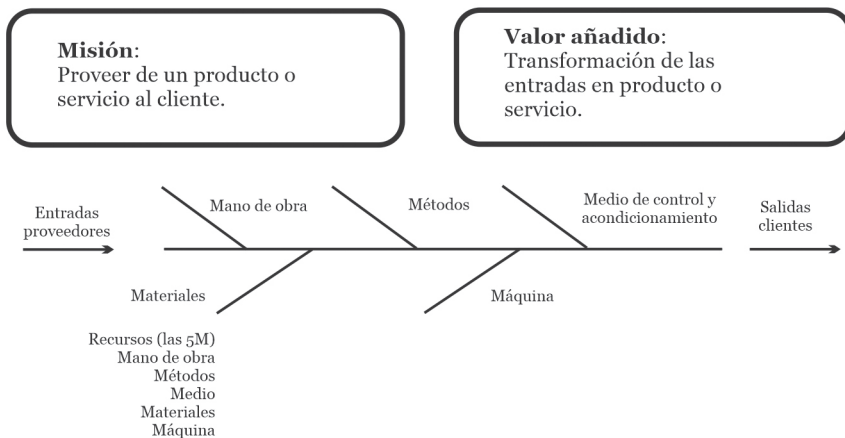 Misión:
Proveer de un producto o
servicio al cliente.
Valor añadido:
Transformación de las
entradas en producto o
servicio.
Entradas
proveedores
Mano de obra
Métodos
Medio de control y
acondicionamiento
Salidas
clientes
Materiales
Máquina
Recursos (las 5M)
Mano de obra
Métodos
Medio
Materiales
Máquina